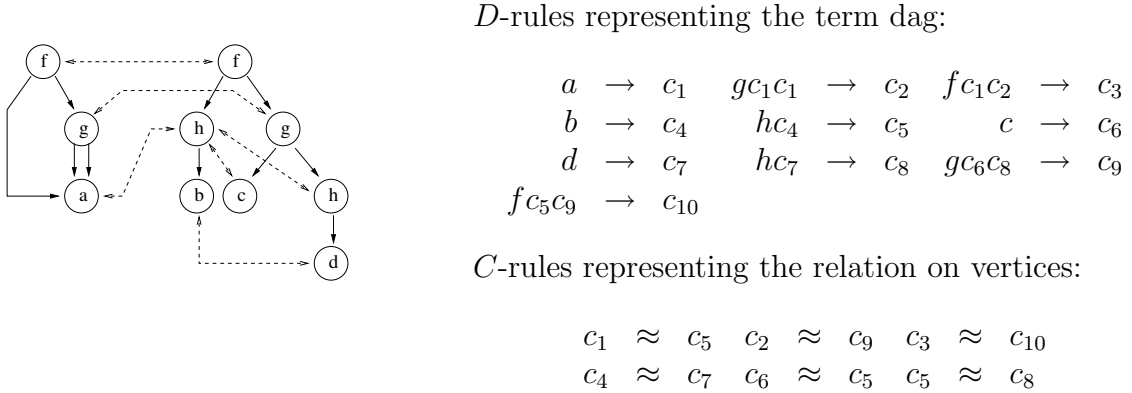 D-rules representing the term dag:
f f
a → c₁ gc₁c₁ → c₂ fc₁c₂ → c₃
g h g
b → c₄ hc₄ → c₅ c → c₆
d → c₇ hc₇ → c₈ gc₆c₈ → c₉
a b c h
fc₅c₉ → c₁₀
d
C-rules representing the relation on vertices:
c₁ ≈ c₅ c₂ ≈ c₉ c₃ ≈ c₁₀
c₄ ≈ c₇ c₆ ≈ c₅ c₅ ≈ c₈